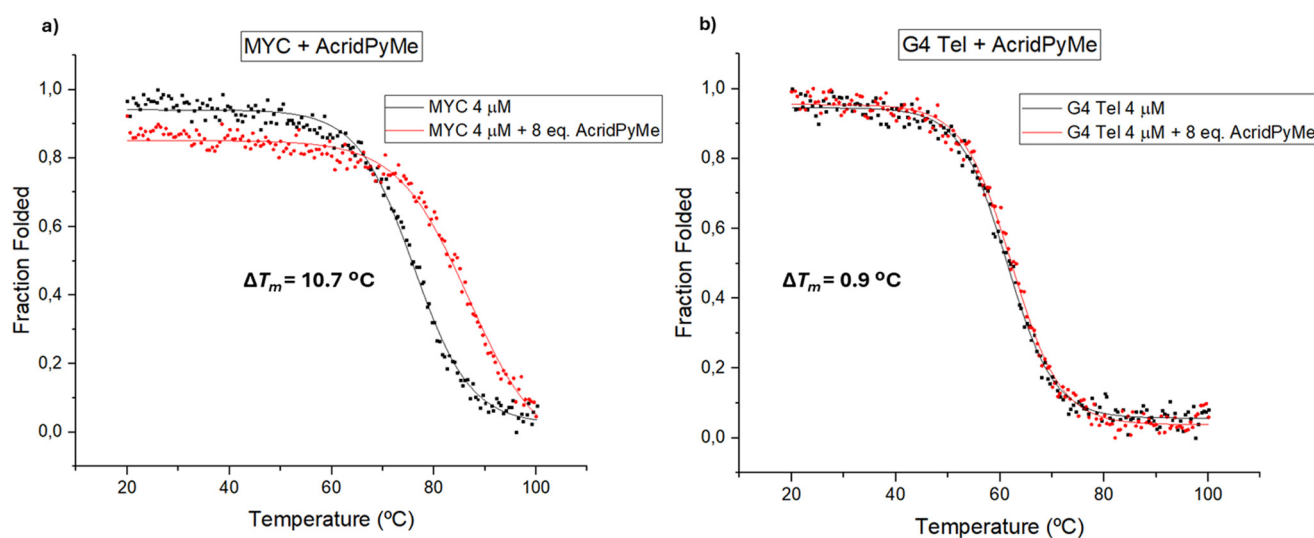 a)
MYC + AcridPyMe
MYC 4 μM
MYC 4 μM + 8 eq. AcridPyMe
1,0
0,8
0,6
0,4
0,2
0,0
Fraction Folded
ΔTm = 10.7 ºC
20
40
60
80
100
Temperature (ºC)
b)
G4 Tel + AcridPyMe
G4 Tel 4 μM
G4 Tel 4 μM + 8 eq. AcridPyMe
1,0
0,8
0,6
0,4
0,2
0,0
Fraction Folded
ΔTm = 0.9 ºC
20
40
60
80
100
Temperature (ºC)